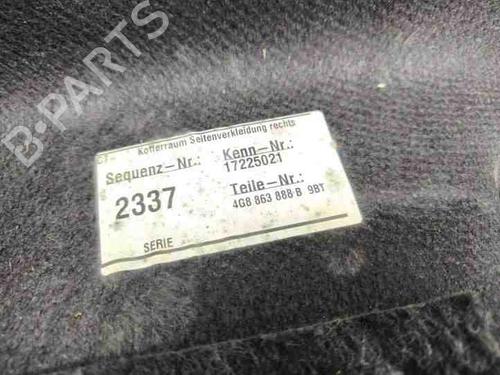 Kofferraum Seitenverkleidung rechts
Sequenz-Nr.: Kenn-Nr.:
17225021
2337 Teile-Nr.:
4G8 863 888 B 9BT
SERIE
B-PARTS